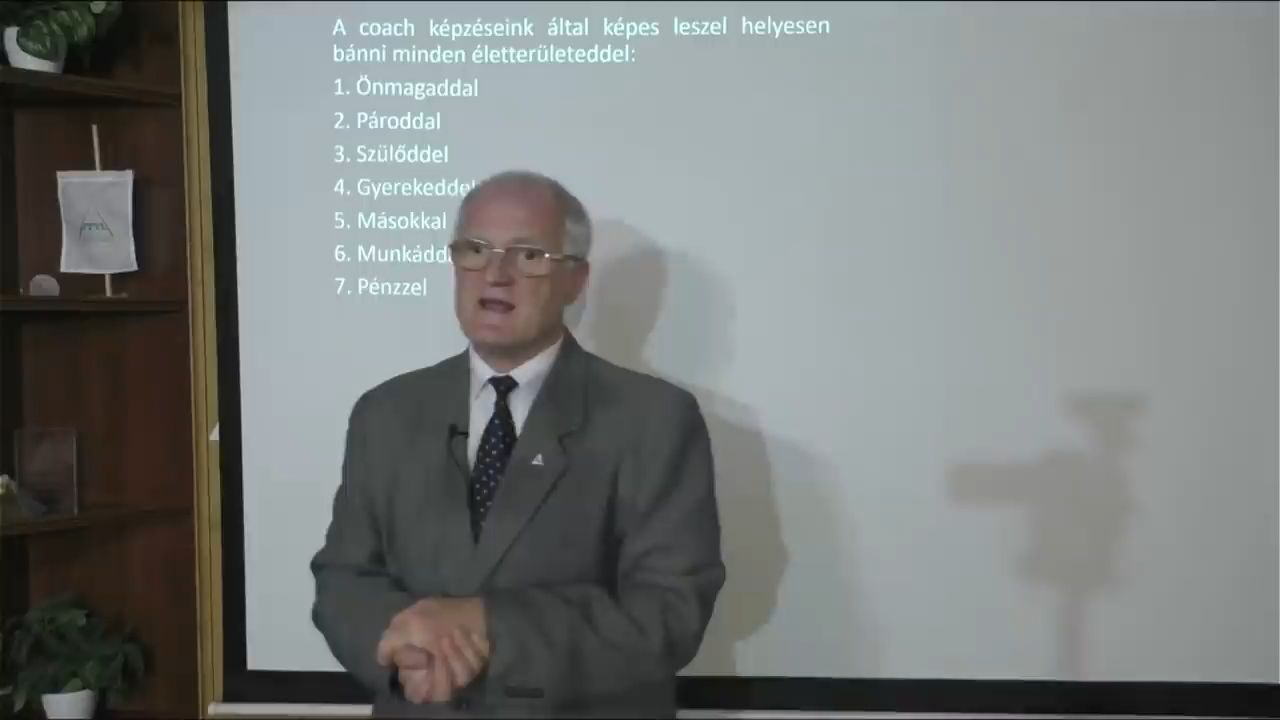 A coach képzéseink által képes leszel helyesen
bánni minden életterületeddel:
1. Önmagaddal
2. Pároddal
3. Szülőddel
4. Gyerekeddel
5. Másokkal
6. Munkádd
7. Pénzzel